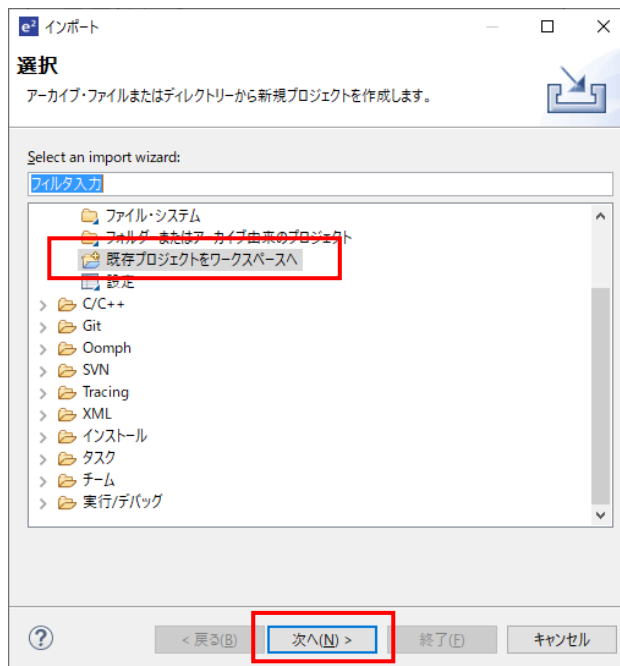 e² インポート
選択
アーカイブ・ファイルまたはディレクトリーから新規プロジェクトを作成します。
Select an import wizard:
フィルタ入力
ファイル・システム
フォルダーまたはアーカイブ由来のプロジェクト
既存プロジェクトをワークスペースへ
設定
C/C++
Git
Oomph
SVN
Tracing
XML
インストール
タスク
チーム
実行/デバッグ
? < 戻る(B) 次へ(N) > 終了(F) キャンセル